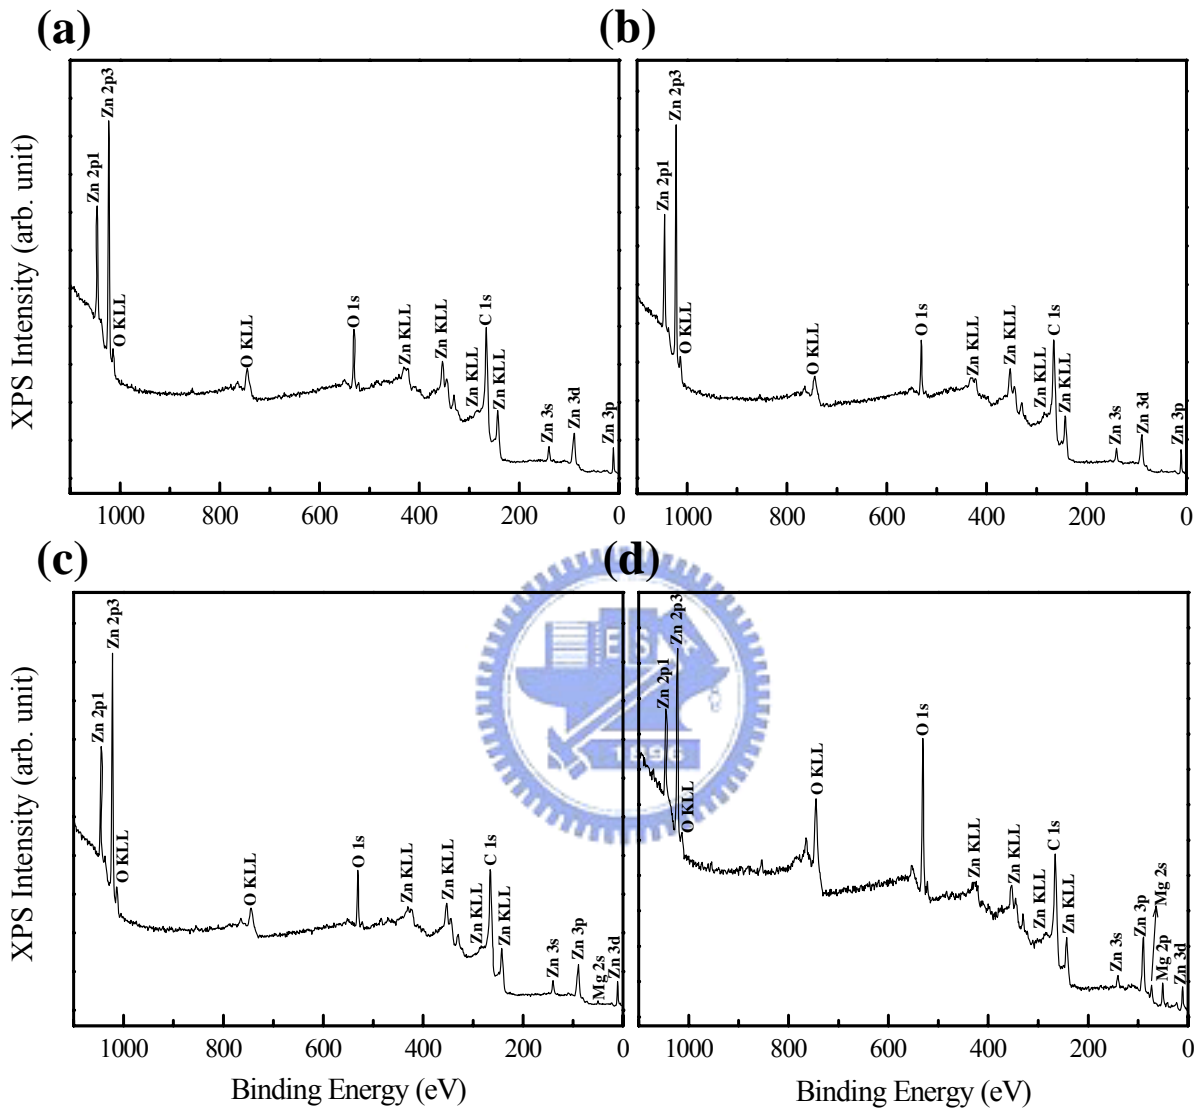 (a)
(b)
XPS Intensity (arb. unit)
Zn 2p1
Zn 2p3
O KLL
O KLL
O 1s
Zn KLL
Zn KLL
Zn KLL
C 1s
Zn KLL
Zn 3s
Zn 3d
Zn 3p
1000 800 600 400 200 0
Zn 2p1
Zn 2p3
O KLL
O KLL
O 1s
Zn KLL
Zn KLL
Zn KLL
C 1s
Zn KLL
Zn 3s
Zn 3d
Zn 3p
1000 800 600 400 200 0
(c)
(d)
XPS Intensity (arb. unit)
Zn 2p1
Zn 2p3
O KLL
O KLL
O 1s
Zn KLL
Zn KLL
Zn KLL
C 1s
Zn KLL
Zn 3s
Zn 3p
Mg 2s
Zn 3d
1000 800 600 400 200 0
Binding Energy (eV)
Zn 2p1
Zn 2p3
O KLL
O KLL
O 1s
Zn KLL
Zn KLL
Zn KLL
C 1s
Zn KLL
Zn 3s
Zn 3p
Mg 2s
Mg 2p
Zn 3d
1000 800 600 400 200 0
Binding Energy (eV)
1896